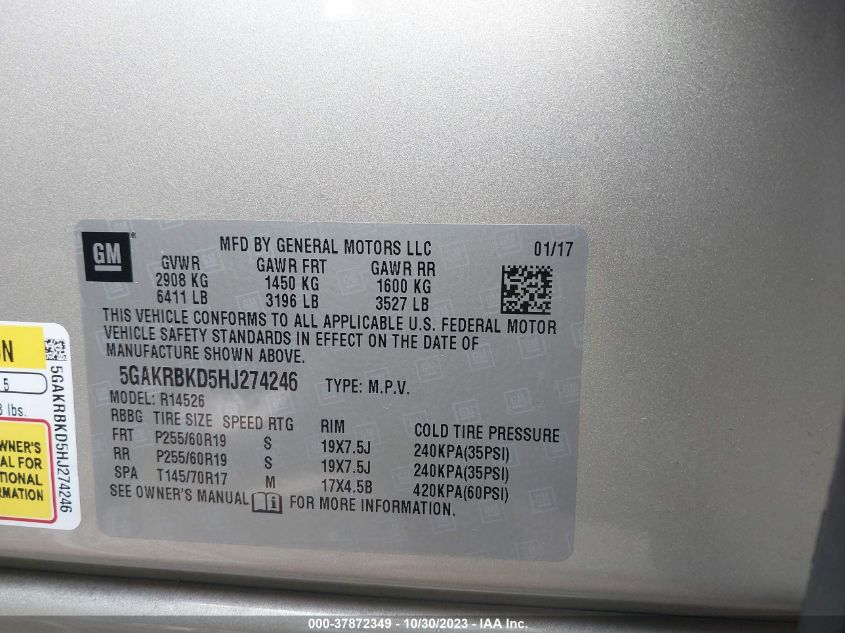 GM
MFD BY GENERAL MOTORS LLC 01/17
GVWR GAWR FRT GAWR RR
2908 KG 1450 KG 1600 KG
6411 LB 3196 LB 3527 LB
THIS VEHICLE CONFORMS TO ALL APPLICABLE U.S. FEDERAL MOTOR
VEHICLE SAFETY STANDARDS IN EFFECT ON THE DATE OF
MANUFACTURE SHOWN ABOVE.
5GAKRBKD5HJ274246 TYPE: M.P.V.
MODEL: R14526
RBBG TIRE SIZE SPEED RTG RIM COLD TIRE PRESSURE
FRT P255/60R19 S 19X7.5J 240KPA(35PSI)
RR P255/60R19 S 19X7.5J 240KPA(35PSI)
SPA T145/70R17 M 17X4.5B 420KPA(60PSI)
SEE OWNER'S MANUAL FOR MORE INFORMATION.
5
lbs.
WNER'S
AL FOR
TIONAL
RMATION
5GAKRBKD5HJ274246
000-37872349 - 10/30/2023 - IAA Inc.